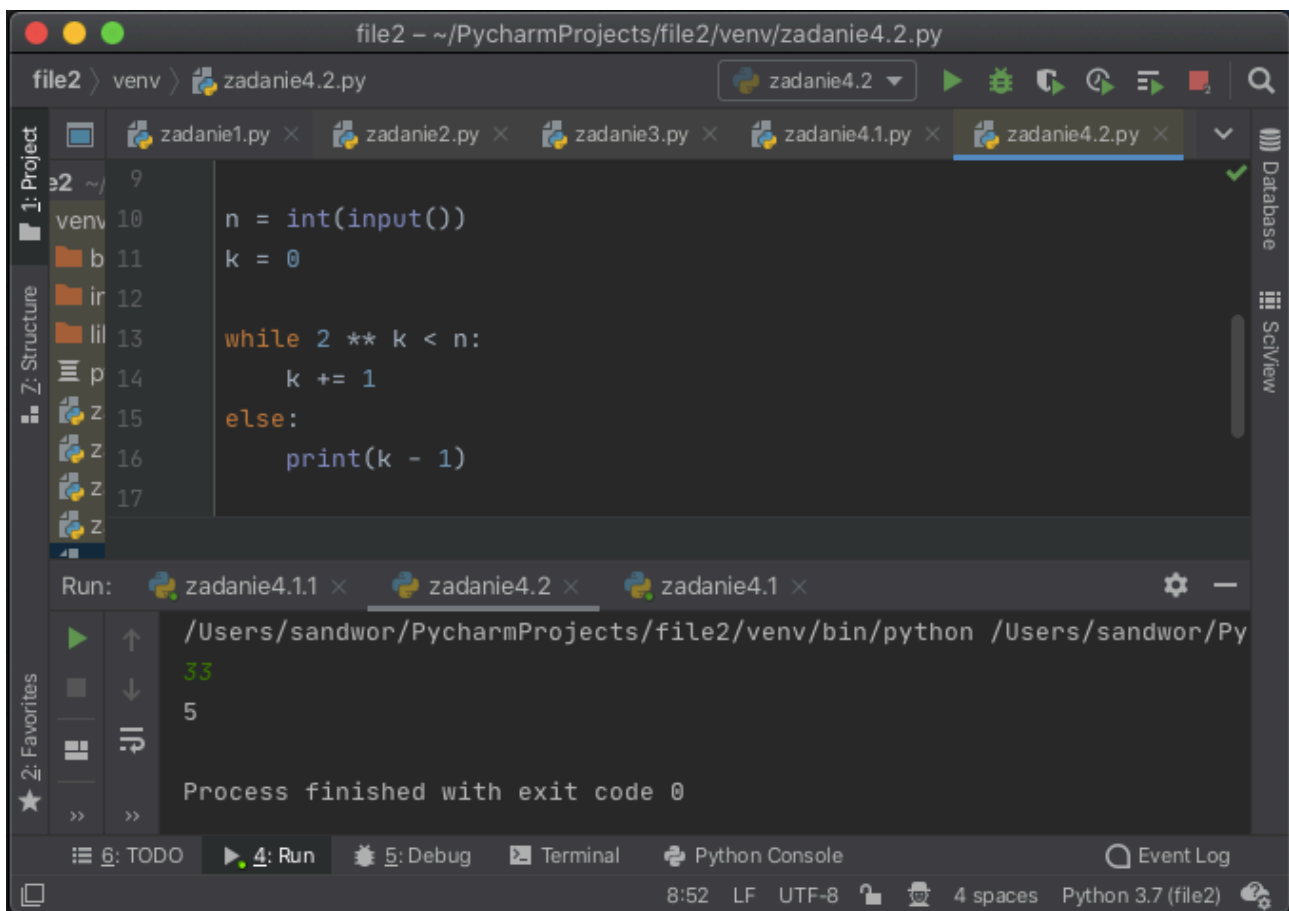 file2 – ~/PycharmProjects/file2/venv/zadanie4.2.py
file2 venv zadanie4.2.py zadanie4.2
1: Project
zadanie1.py zadanie2.py zadanie3.py zadanie4.1.py zadanie4.2.py
Database
SciView
7: Structure
2: Favorites
e2 ~/
venv
b
in
lil
p
z
z
z
z
9
10 n = int(input())
11 k = 0
12
13 while 2 ** k < n:
14 k += 1
15 else:
16 print(k - 1)
17
Run: zadanie4.1.1 zadanie4.2 zadanie4.1
/Users/sandwor/PycharmProjects/file2/venv/bin/python /Users/sandwor/Py
33
5
Process finished with exit code 0
6: TODO 4: Run 5: Debug Terminal Python Console Event Log
8:52 LF UTF-8 4 spaces Python 3.7 (file2)